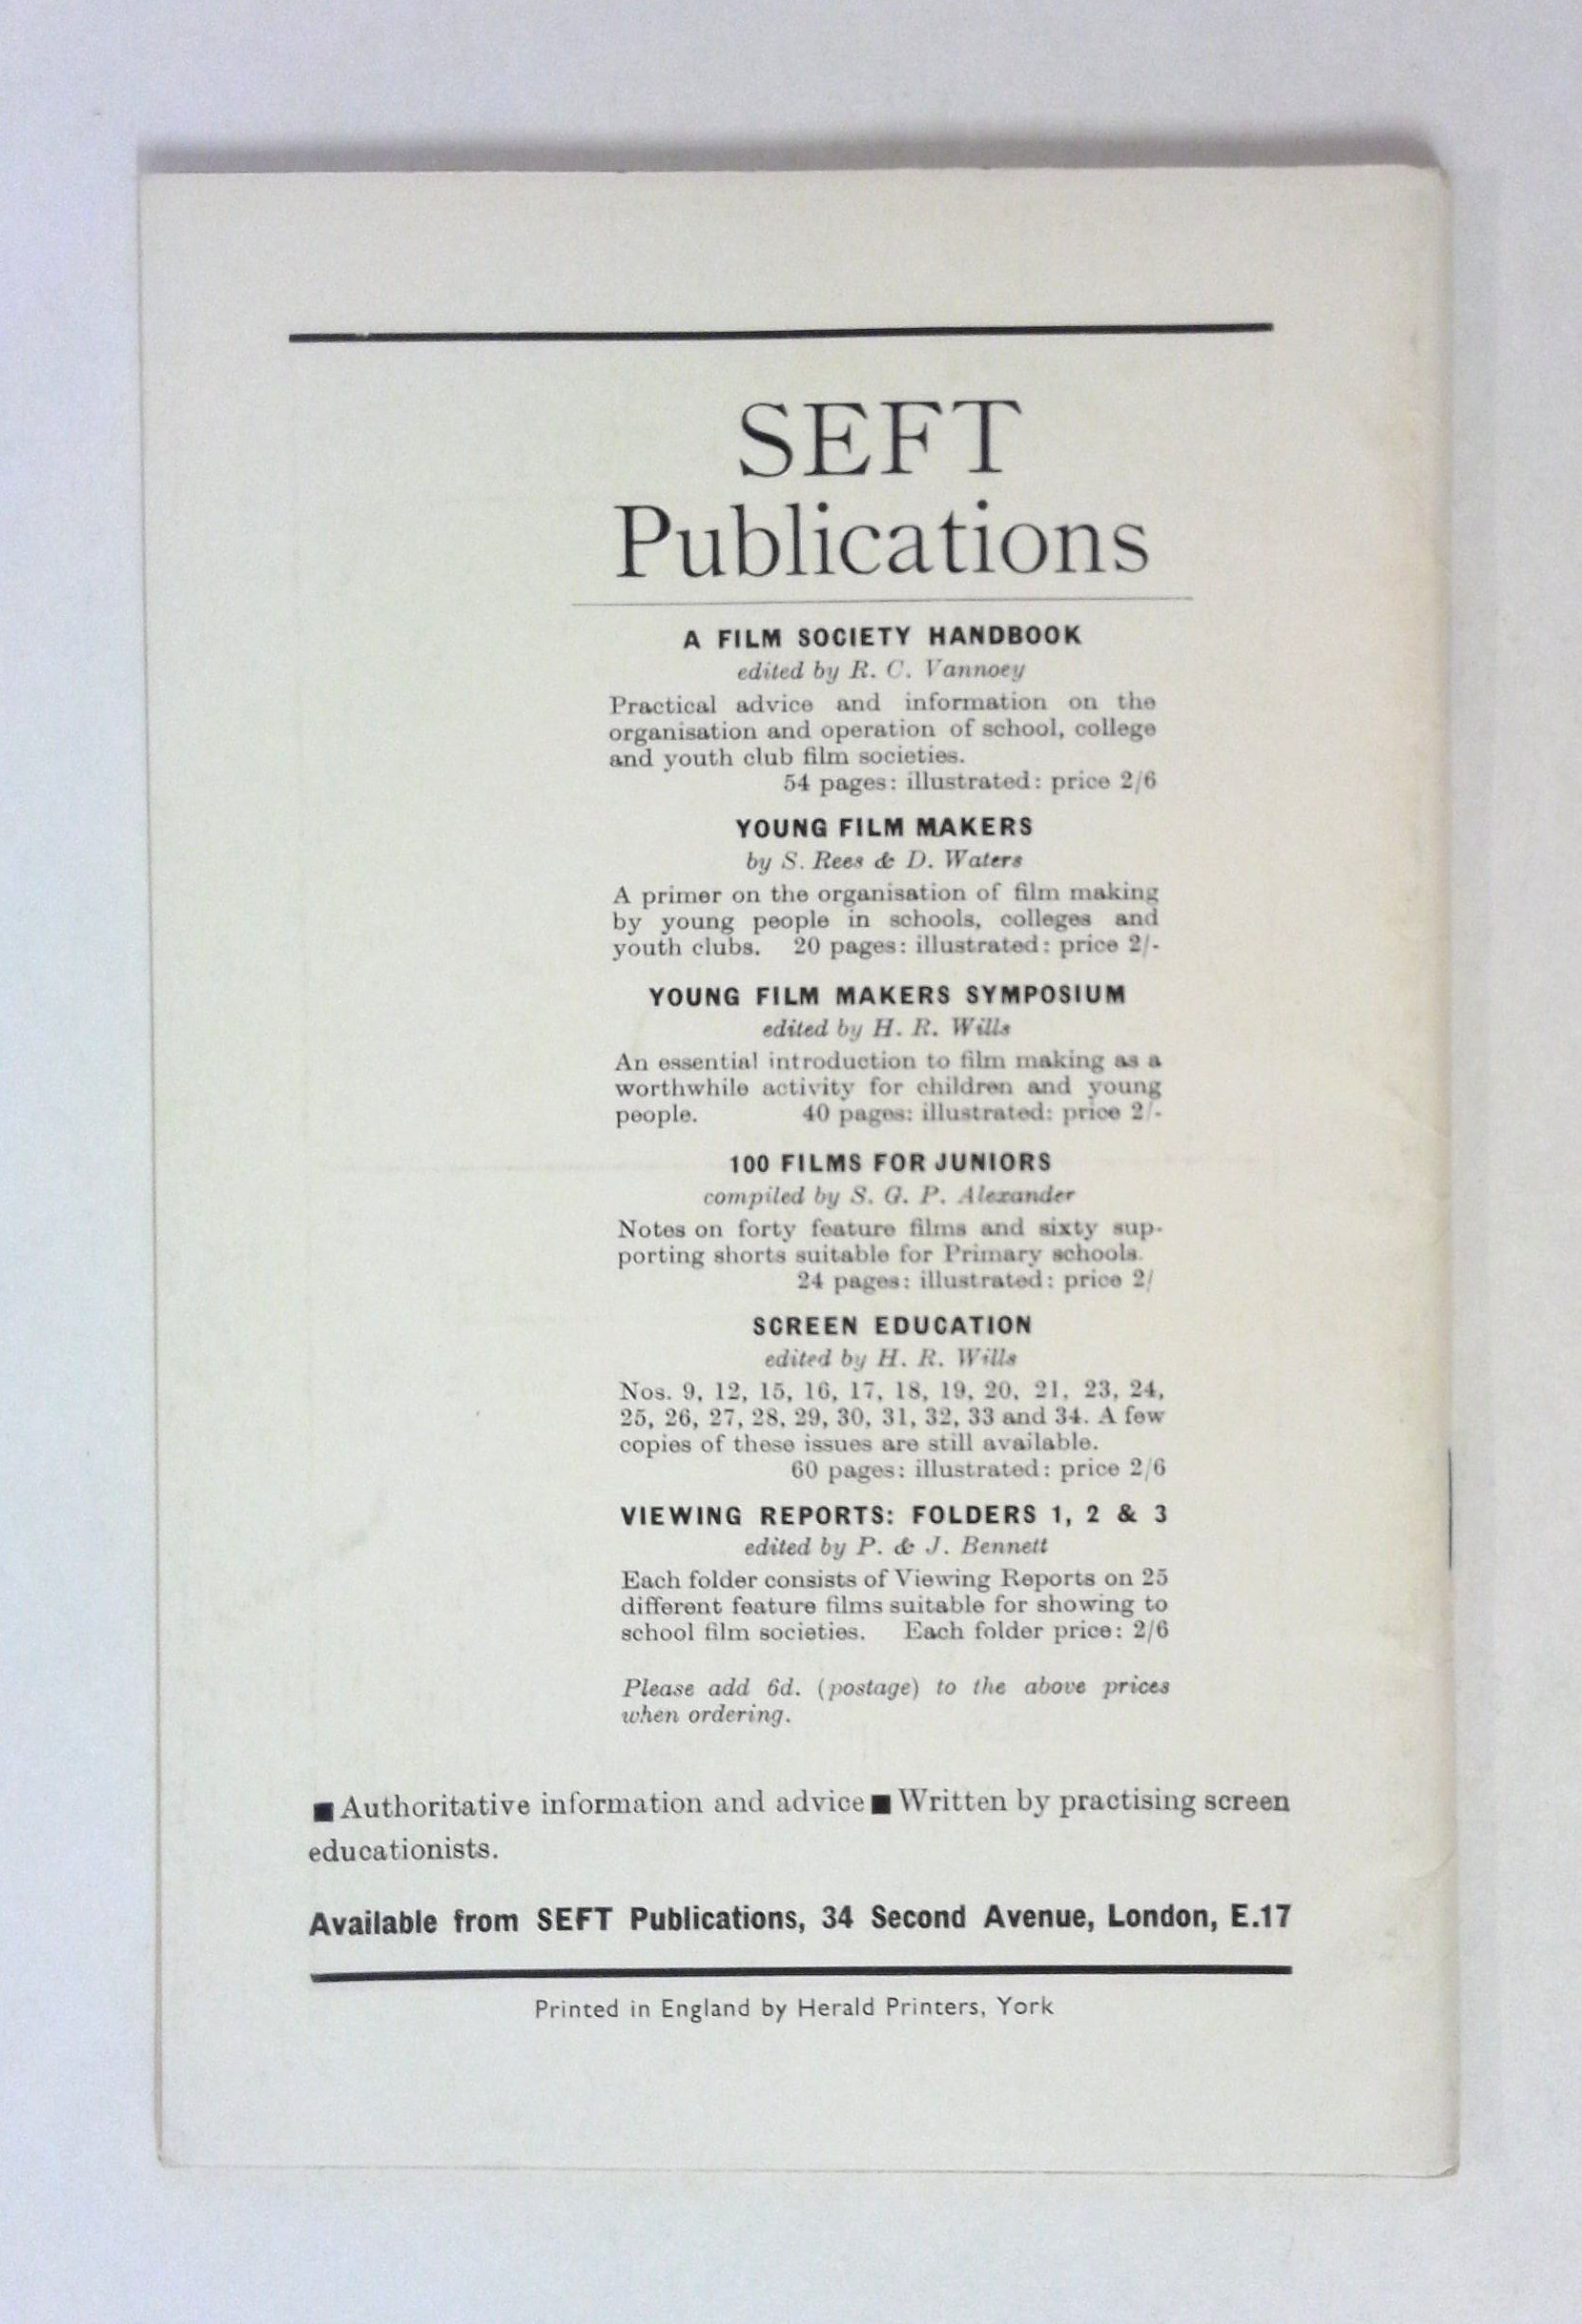 SEFT
Publications
A FILM SOCIETY HANDBOOK
edited by R. C. Vannoey
Practical advice and information on the
organisation and operation of school, college
and youth club film societies.
54 pages: illustrated: price 2/6
YOUNG FILM MAKERS
by S. Rees & D. Waters
A primer on the organisation of film making
by young people in schools, colleges and
youth clubs. 20 pages: illustrated: price 2/-
YOUNG FILM MAKERS SYMPOSIUM
edited by H. R. Wills
An essential introduction to film making as a
worthwhile activity for children and young
people. 40 pages: illustrated: price 2/-
100 FILMS FOR JUNIORS
compiled by S. G. P. Alexander
Notes on forty feature films and sixty sup-
porting shorts suitable for Primary schools.
24 pages: illustrated: price 2/
SCREEN EDUCATION
edited by H. R. Wills
Nos. 9, 12, 15, 16, 17, 18, 19, 20, 21, 23, 24,
25, 26, 27, 28, 29, 30, 31, 32, 33 and 34. A few
copies of these issues are still available.
60 pages: illustrated: price 2/6
VIEWING REPORTS: FOLDERS 1, 2 & 3
edited by P. & J. Bennett
Each folder consists of Viewing Reports on 25
different feature films suitable for showing to
school film societies. Each folder price: 2/6
Please add 6d. (postage) to the above prices
when ordering.
■ Authoritative information and advice ■ Written by practising screen
educationists.
Available from SEFT Publications, 34 Second Avenue, London, E.17
Printed in England by Herald Printers, York